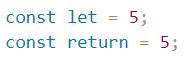 const let = 5;
const return = 5;